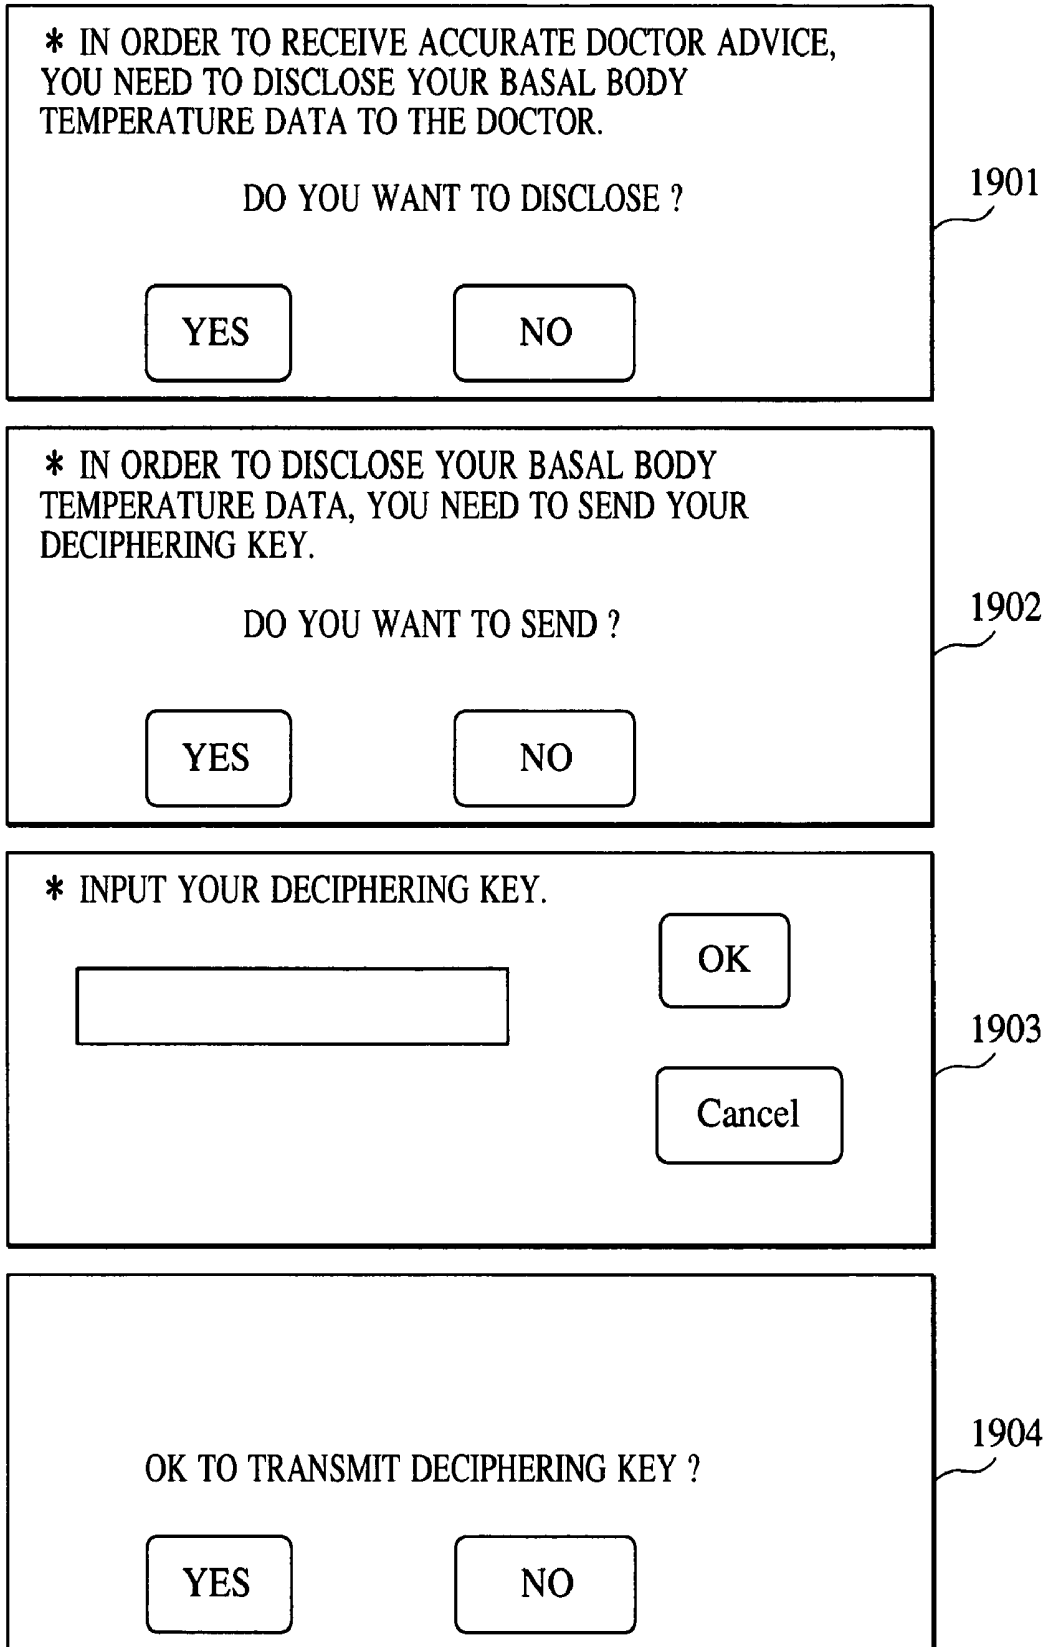 * IN ORDER TO RECEIVE ACCURATE DOCTOR ADVICE,
YOU NEED TO DISCLOSE YOUR BASAL BODY
TEMPERATURE DATA TO THE DOCTOR.
DO YOU WANT TO DISCLOSE ?
1901
YES
NO
* IN ORDER TO DISCLOSE YOUR BASAL BODY
TEMPERATURE DATA, YOU NEED TO SEND YOUR
DECIPHERING KEY.
DO YOU WANT TO SEND ?
1902
YES
NO
* INPUT YOUR DECIPHERING KEY.
OK
1903
Cancel
1904
OK TO TRANSMIT DECIPHERING KEY ?
YES
NO